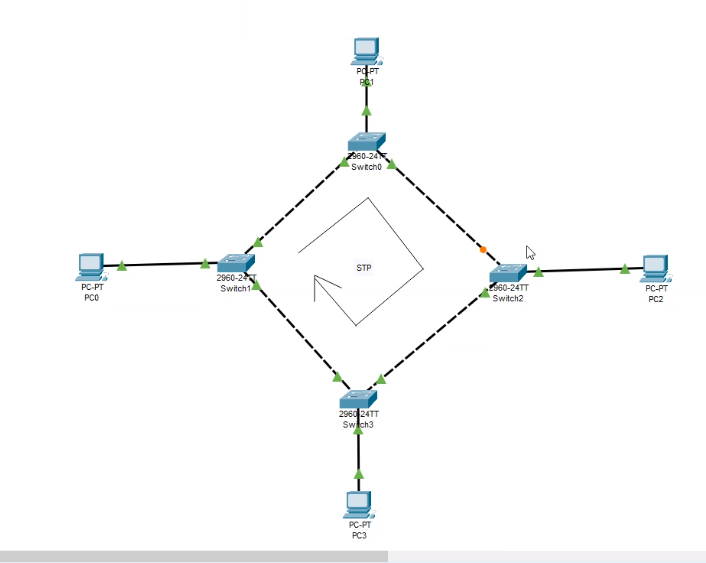 PC-PT
PC1
2960-24TT
Switch0
STP
PC-PT
PC0
2960-24TT
Switch1
2960-24TT
Switch2
PC-PT
PC2
2960-24TT
Switch3
PC-PT
PC3